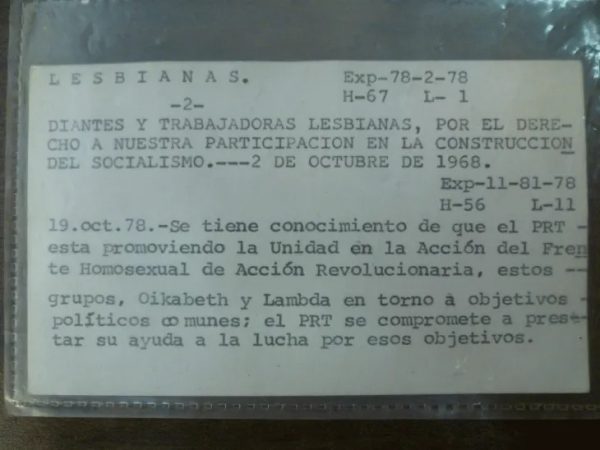 L E S B I A N A S. Exp-78-2-78
-2- H-67 L- 1
DIANTES Y TRABAJADORAS LESBIANAS, POR EL DERE-
CHO A NUESTRA PARTICIPACION EN LA CONSTRUCCION
DEL SOCIALISMO.---2 DE OCTUBRE DE 1968.
Exp-11-81-78
H-56 L-11
19.oct.78.-Se tiene conocimiento de que el PRT -
esta promoviendo la Unidad en la Acción del Fren
te Homosexual de Acción Revolucionaria, estos --
grupos, Oikabeth y Lambda en torno a objetivos -
políticos comunes; el PRT se compromete a pres-
tar su ayuda a la lucha por esos objetivos.